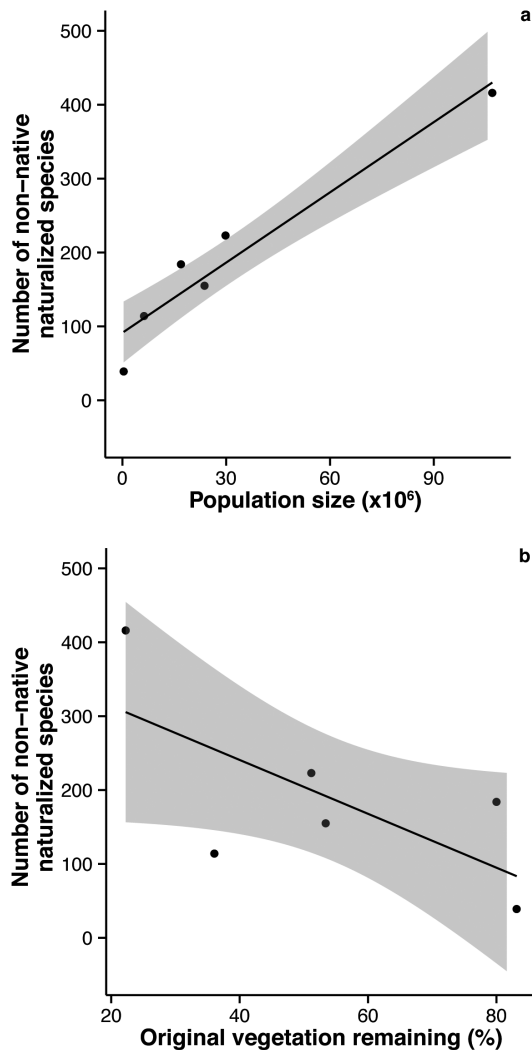 a
500
400
300
200
100
0
Number of non–native
naturalized species
0 30 60 90
Population size (x10⁶)
b
500
400
300
200
100
0
Number of non–native
naturalized species
20 40 60 80
Original vegetation remaining (%)